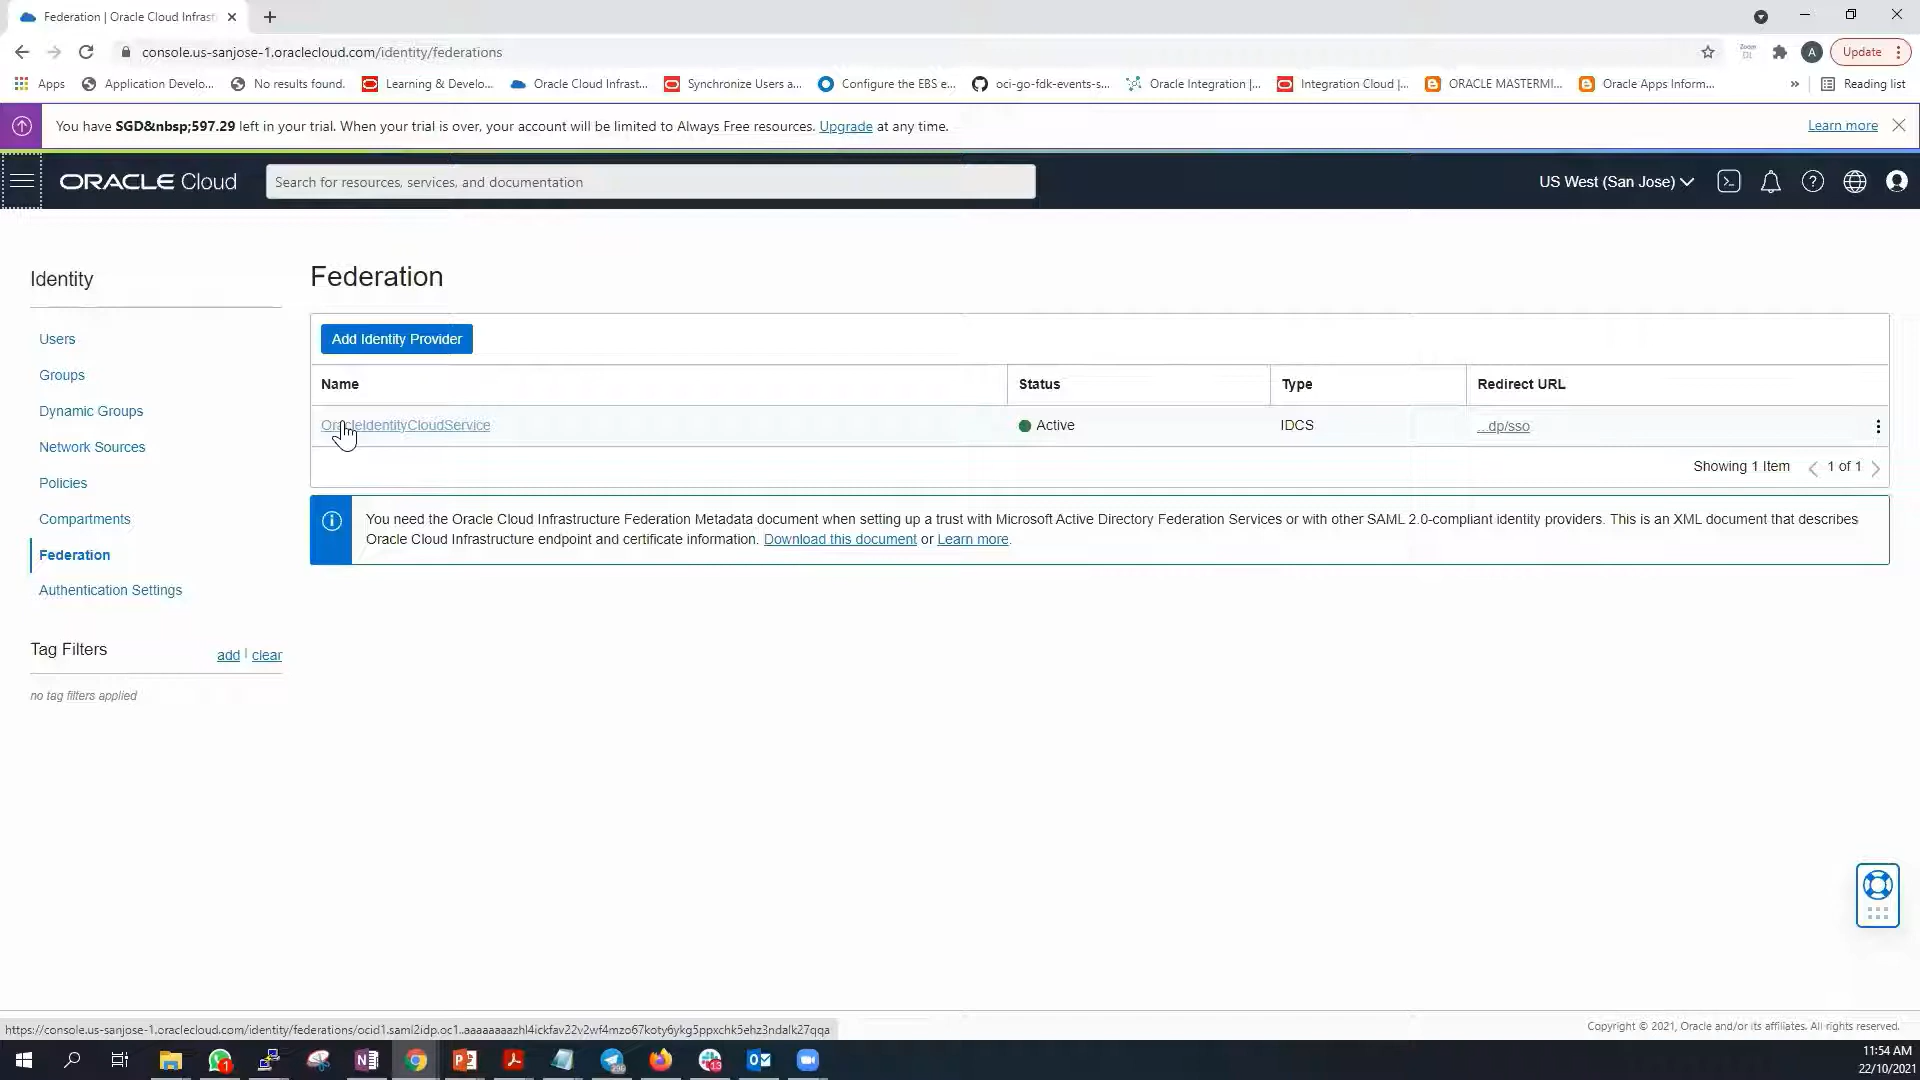 Federation | Oracle Cloud Infrast
console.us-sanjose-1.oraclecloud.com/identity/federations
Update
Apps
Application Develo...
No results found.
Learning & Develo...
Oracle Cloud Infrast...
Synchronize Users a...
Configure the EBS e...
oci-go-fdk-events-s...
Oracle Integration |...
Integration Cloud |...
ORACLE MASTERMI...
Oracle Apps Inform...
»
Reading list
You have SGD&nbsp;597.29 left in your trial. When your trial is over, your account will be limited to Always Free resources. Upgrade at any time.
Learn more
ORACLE Cloud
Search for resources, services, and documentation
US West (San Jose)
Identity
Users
Groups
Dynamic Groups
Network Sources
Policies
Compartments
Federation
Authentication Settings
Tag Filters
add | clear
no tag filters applied
Federation
Add Identity Provider
Name Status Type Redirect URL
OracleIdentityCloudService Active IDCS ...dp/sso
Showing 1 Item < 1 of 1 >
You need the Oracle Cloud Infrastructure Federation Metadata document when setting up a trust with Microsoft Active Directory Federation Services or with other SAML 2.0-compliant identity providers. This is an XML document that describes
Oracle Cloud Infrastructure endpoint and certificate information. Download this document or Learn more.
https://console.us-sanjose-1.oraclecloud.com/identity/federations/ocid1.saml2idp.oc1..aaaaaaaazhl4ickfav22v2wf4mzo67koty6ykg5ppxchk5ehz3ndalk27qqa
Copyright © 2021, Oracle and/or its affiliates. All rights reserved.
11:54 AM
22/10/2021